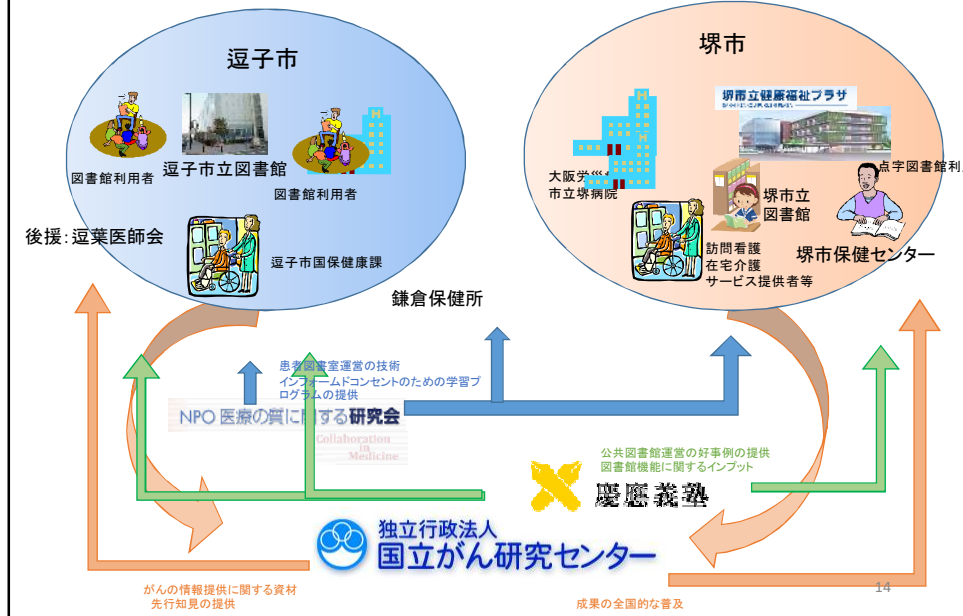 逗子市
堺市
堺市立健康福祉プラザ
図書館利用者
逗子市立図書館
図書館利用者
後援：逗葉医師会
逗子市国保健康課
鎌倉保健所
大阪労災
市立堺病院
堺市立
図書館
点字図書館利
訪問看護
在宅介護
サービス提供者等
堺市保健センター
患者図書室運営の技術
インフォームドコンセントのための学習プ
ログラムの提供
NPO 医療の質に関する研究会
Collaboration
in
Medicine
公共図書館運営の好事例の提供
図書館機能に関するインプット
慶應義塾
独立行政法人
国立がん研究センター
がんの情報提供に関する資材
先行知見の提供
成果の全国的な普及
14